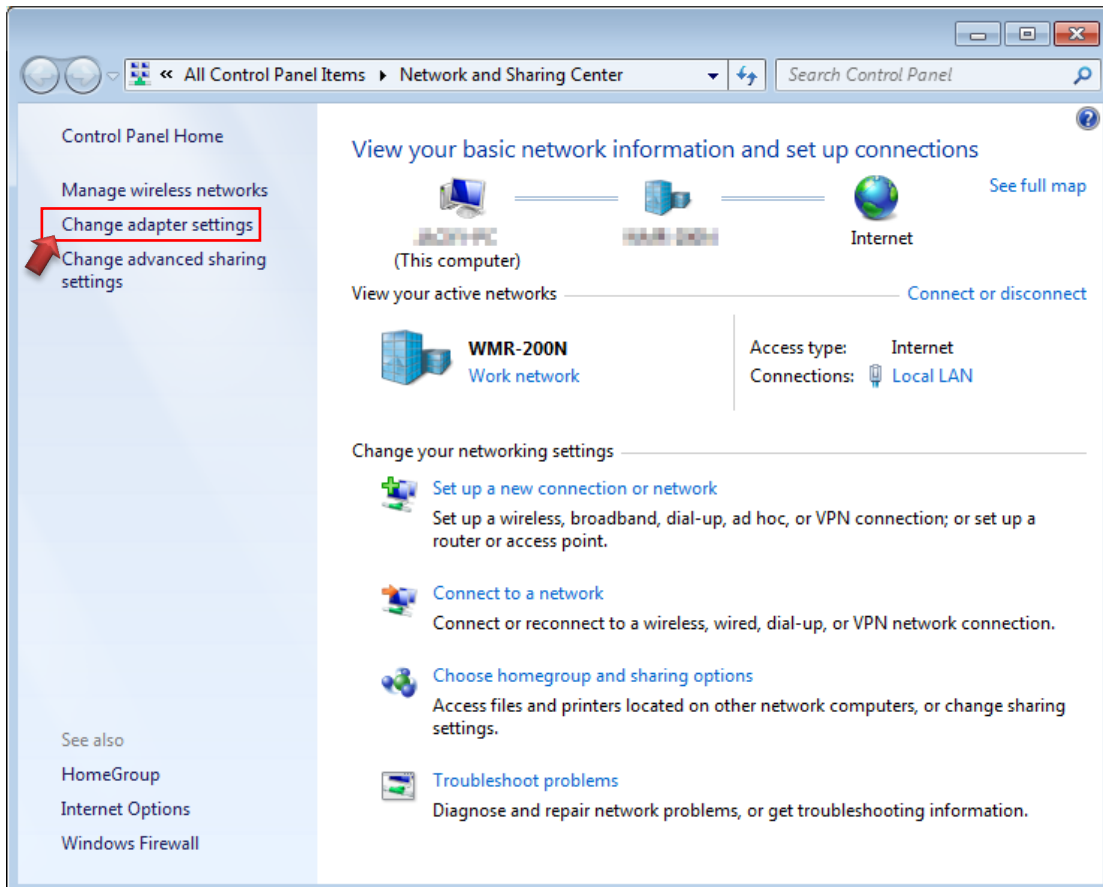 « All Control Panel Items ▸ Network and Sharing Center
Search Control Panel
Control Panel Home
Manage wireless networks
Change adapter settings
Change advanced sharing
settings
See also
HomeGroup
Internet Options
Windows Firewall
View your basic network information and set up connections
See full map
(This computer)
Internet
View your active networks
Connect or disconnect
WMR-200N
Work network
Access type: Internet
Connections: Local LAN
Change your networking settings
Set up a new connection or network
Set up a wireless, broadband, dial-up, ad hoc, or VPN connection; or set up a
router or access point.
Connect to a network
Connect or reconnect to a wireless, wired, dial-up, or VPN network connection.
Choose homegroup and sharing options
Access files and printers located on other network computers, or change sharing
settings.
Troubleshoot problems
Diagnose and repair network problems, or get troubleshooting information.